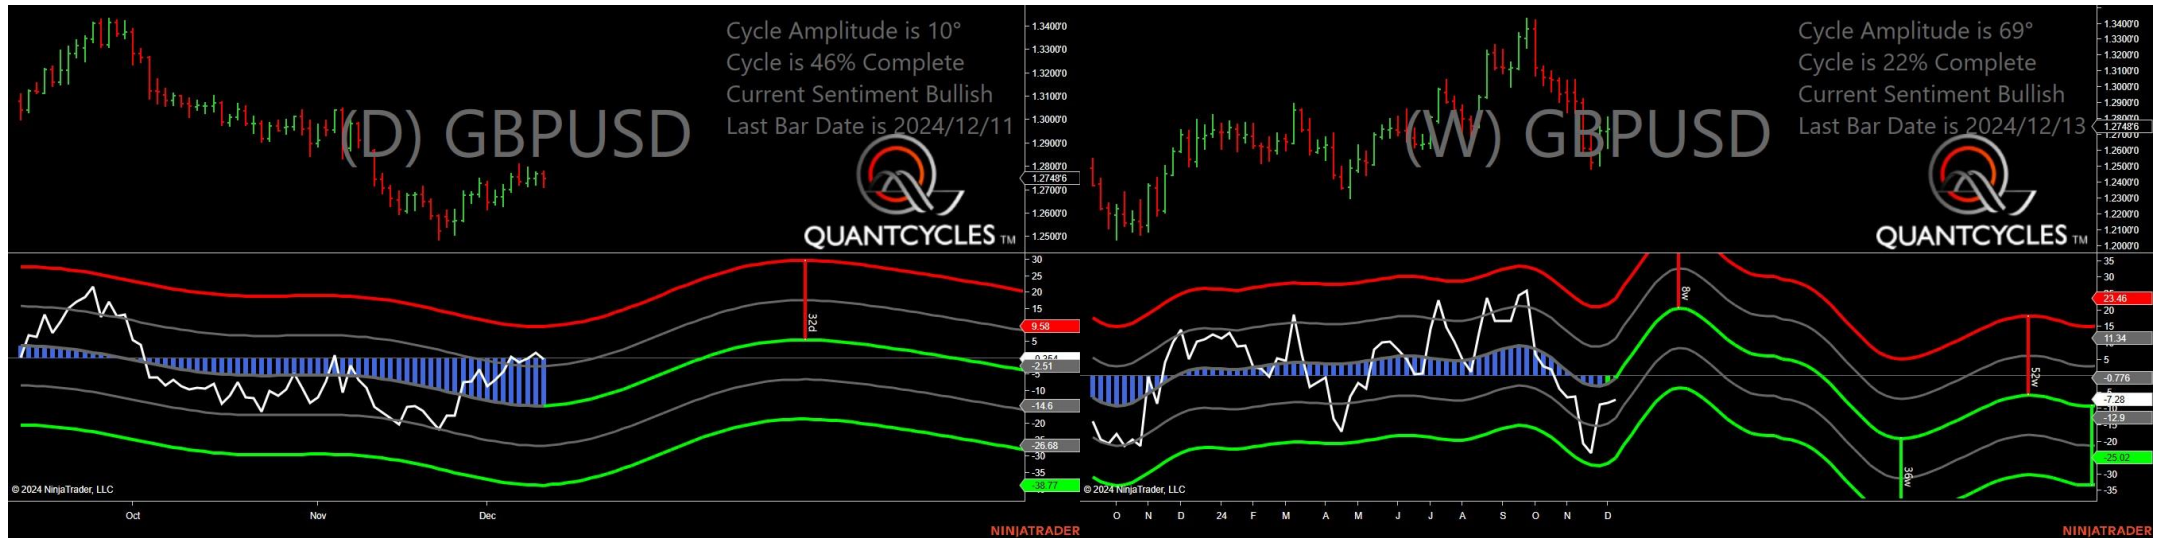 Cycle Amplitude is 10°
Cycle is 46% Complete
Current Sentiment Bullish
Last Bar Date is 2024/12/11
(D) GBPUSD
QUANTCYCLES TM
1.3400'0
1.3300'0
1.3200'0
1.3100'0
1.3000'0
1.2900'0
1.2800'0
1.2748'6
1.2700'0
1.2600'0
1.2500'0
30
25
20
15
9.58
5
-2.51
-5
-10
-14.6
-20
-26.68
-30
-35
-38.77
32d
© 2024 NinjaTrader, LLC
Oct Nov Dec
NINJATRADER
Cycle Amplitude is 69°
Cycle is 22% Complete
Current Sentiment Bullish
Last Bar Date is 2024/12/13
(W) GBPUSD
QUANTCYCLES TM
1.3400'0
1.3300'0
1.3200'0
1.3100'0
1.3000'0
1.2900'0
1.2748'6
1.2600'0
1.2500'0
1.2400'0
1.2300'0
1.2200'0
1.2100'0
1.2000'0
35
30
23.46
20
15
11.34
5
-0.776
-7.28
-12.9
-15
-20
-25.02
-30
-35
8w
36w
52w
© 2024 NinjaTrader, LLC
O N D 24 F M A M J J A S O N D
NINJATRADER